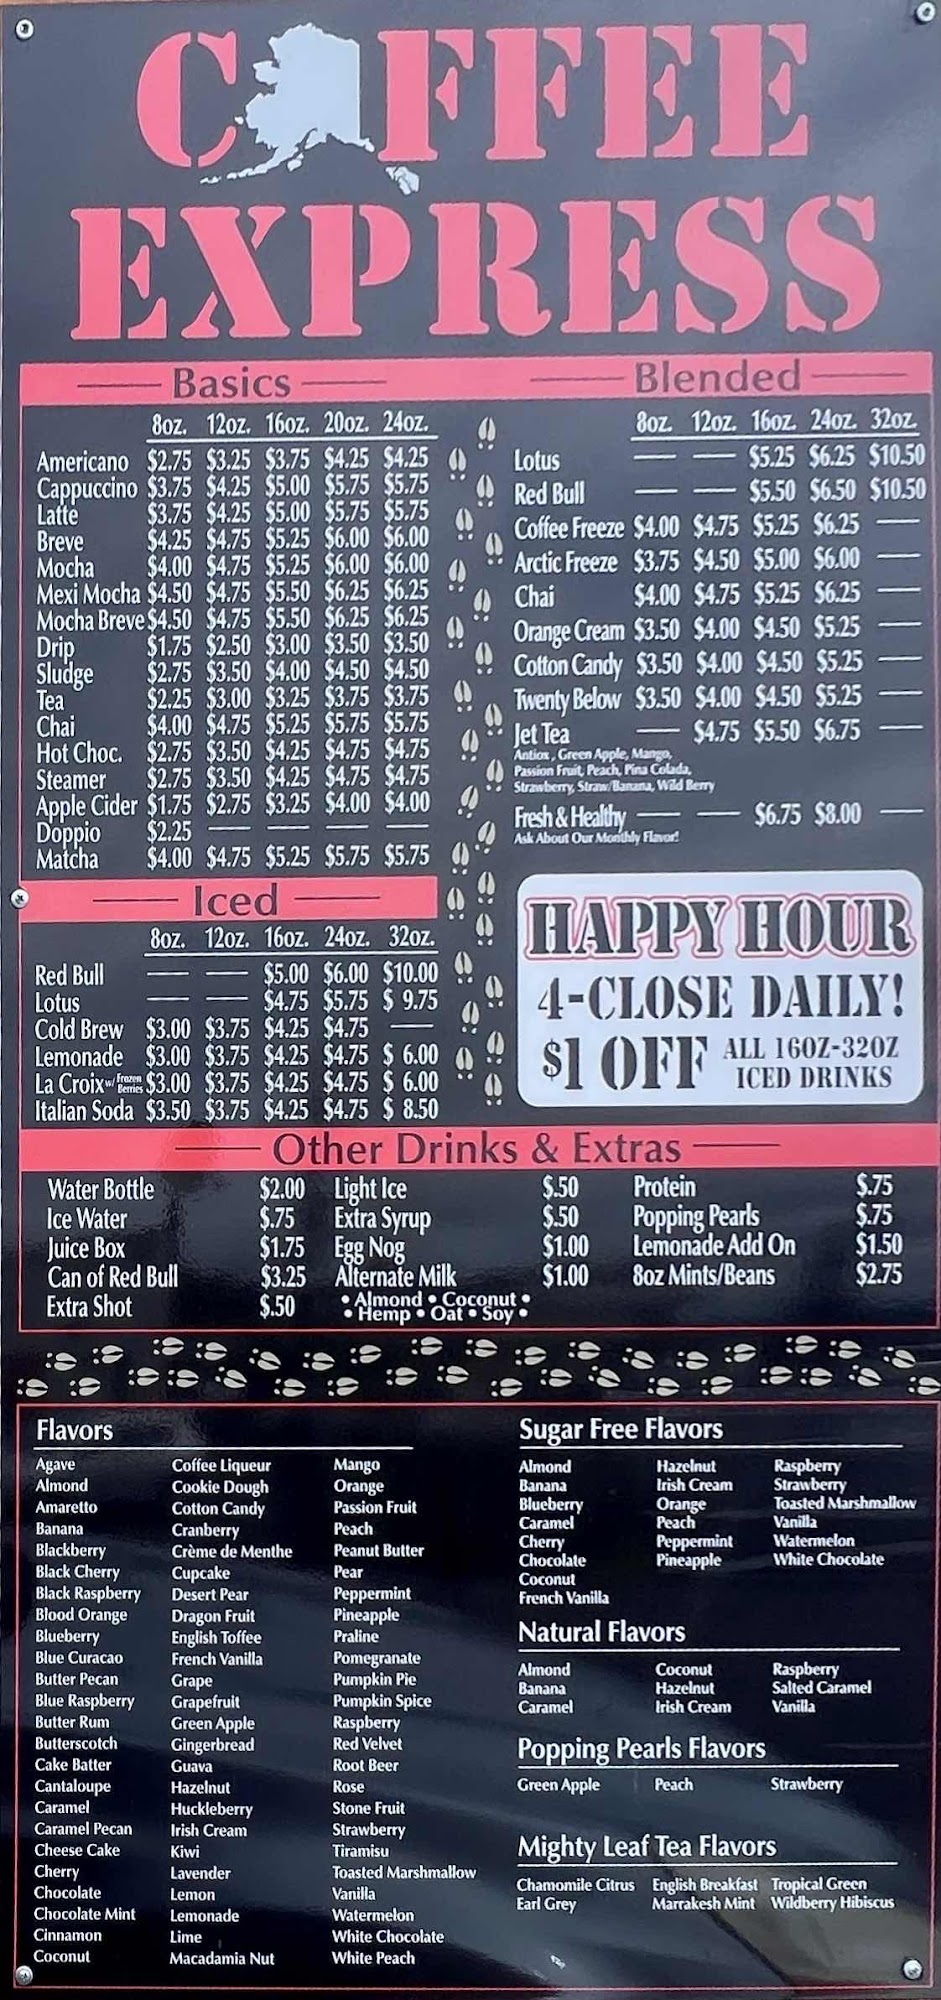 COFFEE
EXPRESS
Basics
8oz. 12oz. 16oz. 20oz. 24oz.
Americano $2.75 $3.25 $3.75 $4.25 $4.25
Cappuccino $3.75 $4.25 $5.00 $5.75 $5.75
Latte $3.75 $4.25 $5.00 $5.75 $5.75
Breve $4.25 $4.75 $5.25 $6.00 $6.00
Mocha $4.00 $4.75 $5.25 $6.00 $6.00
Mexi Mocha $4.50 $4.75 $5.50 $6.25 $6.25
Mocha Breve $4.50 $4.75 $5.50 $6.25 $6.25
Drip $1.75 $2.50 $3.00 $3.50 $3.50
Sludge $2.75 $3.50 $4.00 $4.50 $4.50
Tea $2.25 $3.00 $3.25 $3.75 $3.75
Chai $4.00 $4.75 $5.25 $5.75 $5.75
Hot Choc. $2.75 $3.50 $4.25 $4.75 $4.75
Steamer $2.75 $3.50 $4.25 $4.75 $4.75
Apple Cider $1.75 $2.75 $3.25 $4.00 $4.00
Doppio $2.25 — — — —
Matcha $4.00 $4.75 $5.25 $5.75 $5.75
Blended
8oz. 12oz. 16oz. 24oz. 32oz.
Lotus — — $5.25 $6.25 $10.50
Red Bull — — $5.50 $6.50 $10.50
Coffee Freeze $4.00 $4.75 $5.25 $6.25 —
Arctic Freeze $3.75 $4.50 $5.00 $6.00 —
Chai $4.00 $4.75 $5.25 $6.25 —
Orange Cream $3.50 $4.00 $4.50 $5.25 —
Cotton Candy $3.50 $4.00 $4.50 $5.25 —
Twenty Below $3.50 $4.00 $4.50 $5.25 —
Jet Tea — $4.75 $5.50 $6.75 —
Antiox, Green Apple, Mango,
Passion Fruit, Peach, Pina Colada,
Strawberry, Straw/Banana, Wild Berry
Fresh & Healthy — — $6.75 $8.00 —
Ask About Our Monthly Flavor!
Iced
8oz. 12oz. 16oz. 24oz. 32oz.
Red Bull — — $5.00 $6.00 $10.00
Lotus — — $4.75 $5.75 $ 9.75
Cold Brew $3.00 $3.75 $4.25 $4.75 —
Lemonade $3.00 $3.75 $4.25 $4.75 $ 6.00
La Croix w/ Frozen Berries $3.00 $3.75 $4.25 $4.75 $ 6.00
Italian Soda $3.50 $3.75 $4.25 $4.75 $ 8.50
HAPPY HOUR
4-CLOSE DAILY!
$1 OFF ALL 16OZ-32OZ
ICED DRINKS
Other Drinks & Extras
Water Bottle $2.00 Light Ice $.50 Protein $.75
Ice Water $.75 Extra Syrup $.50 Popping Pearls $.75
Juice Box $1.75 Egg Nog $1.00 Lemonade Add On $1.50
Can of Red Bull $3.25 Alternate Milk $1.00 8oz Mints/Beans $2.75
Extra Shot $.50 • Almond • Coconut •
• Hemp • Oat • Soy •
Flavors
Agave Coffee Liqueur Mango
Almond Cookie Dough Orange
Amaretto Cotton Candy Passion Fruit
Banana Cranberry Peach
Blackberry Crème de Menthe Peanut Butter
Black Cherry Cupcake Pear
Black Raspberry Desert Pear Peppermint
Blood Orange Dragon Fruit Pineapple
Blueberry English Toffee Praline
Blue Curacao French Vanilla Pomegranate
Butter Pecan Grape Pumpkin Pie
Blue Raspberry Grapefruit Pumpkin Spice
Butter Rum Green Apple Raspberry
Butterscotch Gingerbread Red Velvet
Cake Batter Guava Root Beer
Cantaloupe Hazelnut Rose
Caramel Huckleberry Stone Fruit
Caramel Pecan Irish Cream Strawberry
Cheese Cake Kiwi Tiramisu
Cherry Lavender Toasted Marshmallow
Chocolate Lemon Vanilla
Chocolate Mint Lemonade Watermelon
Cinnamon Lime White Chocolate
Coconut Macadamia Nut White Peach
Sugar Free Flavors
Almond Hazelnut Raspberry
Banana Irish Cream Strawberry
Blueberry Orange Toasted Marshmallow
Caramel Peach Vanilla
Cherry Peppermint Watermelon
Chocolate Pineapple White Chocolate
Coconut
French Vanilla
Natural Flavors
Almond Coconut Raspberry
Banana Hazelnut Salted Caramel
Caramel Irish Cream Vanilla
Popping Pearls Flavors
Green Apple Peach Strawberry
Mighty Leaf Tea Flavors
Chamomile Citrus English Breakfast Tropical Green
Earl Grey Marrakesh Mint Wildberry Hibiscus